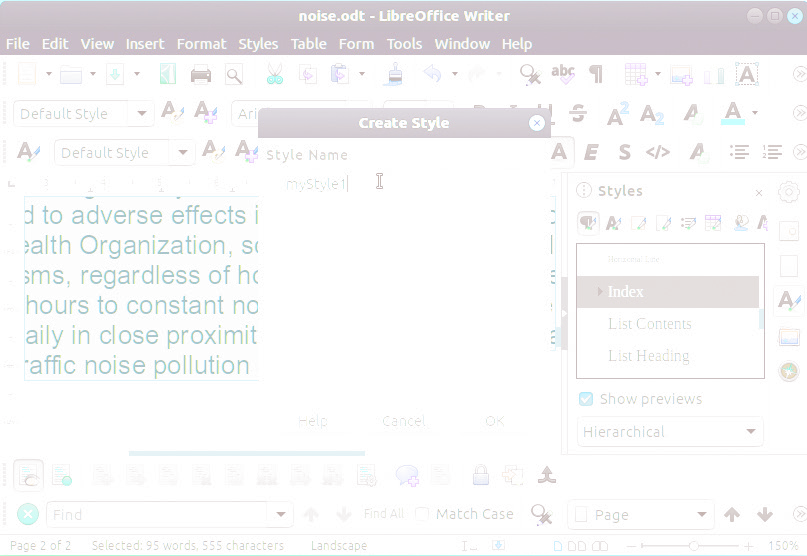 noise.odt - LibreOffice Writer
File Edit View Insert Format Styles Table Form Tools Window Help
Default Style
Create Style
Default Style
Style Name
myStyle1
Styles
d to adverse effects
ealth Organization,
sms, regardless of
hours to constant
aily in close
raffic noise pollution
Index
List Contents
List Heading
Show previews
Hierarchical
Help Cancel OK
Find Find All Match Case Page
Page 2 of 2 Selected: 95 words, 555 characters Landscape 150%